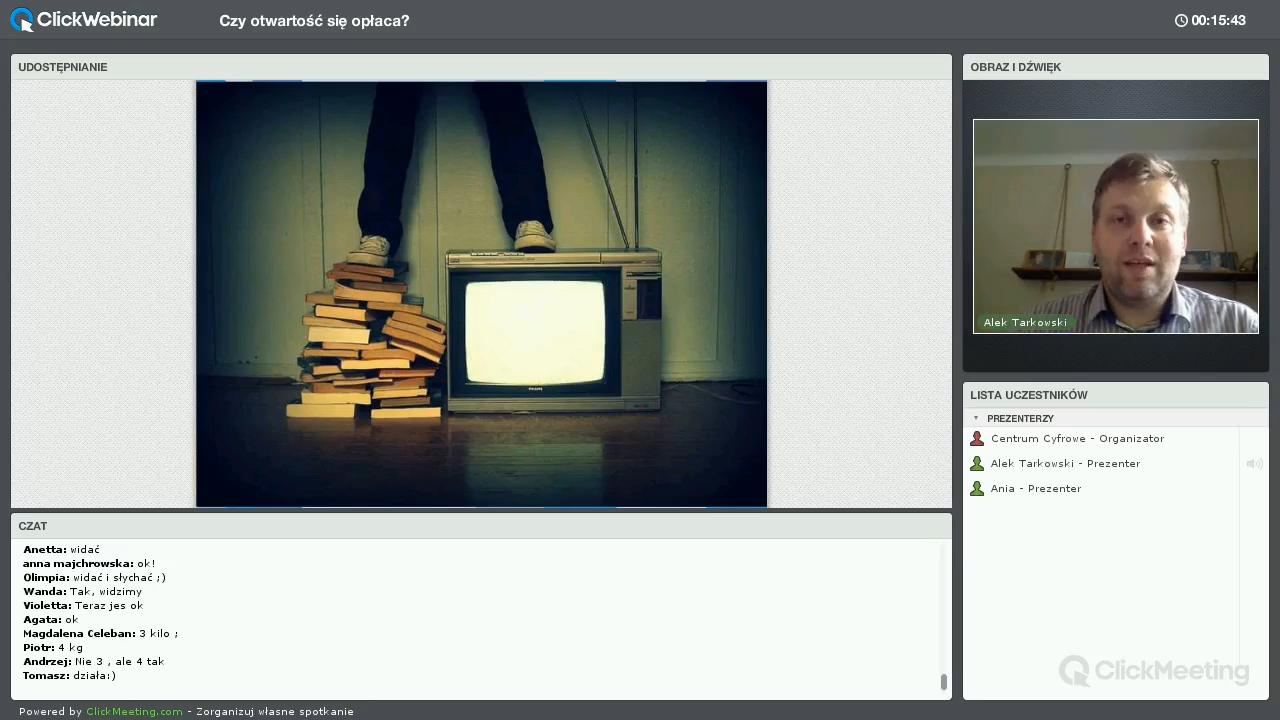 ClickWebinar
Czy otwartość się opłaca?
00:15:43
UDOSTĘPNIANIE
OBRAZ I DŹWIĘK
PHILIPS
Alek Tarkowski
LISTA UCZESTNIKÓW
PREZENTERZY
Centrum Cyfrowe - Organizator
Alek Tarkowski - Prezenter
Ania - Prezenter
CZAT
Anetta: widać
anna majchrowska: ok!
Olimpia: widać i słychać ;)
Wanda: Tak, widzimy
Violetta: Teraz jes ok
Agata: ok
Magdalena Celeban: 3 kilo ;
Piotr: 4 kg
Andrzej: Nie 3 , ale 4 tak
Tomasz: działa:)
ClickMeeting
Powered by ClickMeeting.com - Zorganizuj własne spotkanie